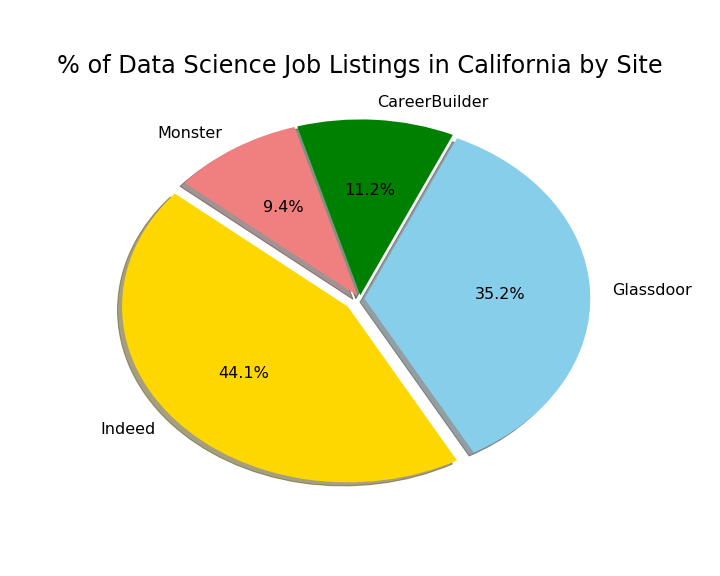 % of Data Science Job Listings in California by Site
CareerBuilder
Monster
11.2%
9.4%
Glassdoor
35.2%
44.1%
Indeed